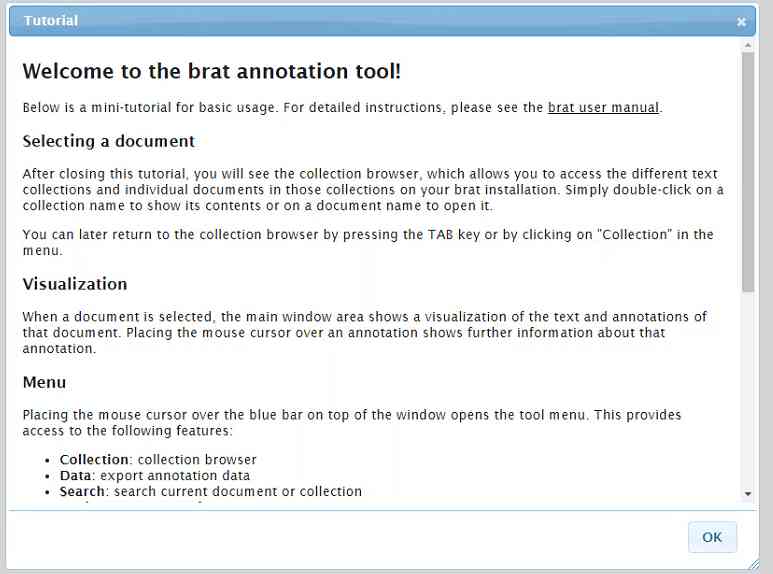 Tutorial
Welcome to the brat annotation tool!
Below is a mini-tutorial for basic usage. For detailed instructions, please see the brat user manual.
Selecting a document
After closing this tutorial, you will see the collection browser, which allows you to access the different text
collections and individual documents in those collections on your brat installation. Simply double-click on a
collection name to show its contents or on a document name to open it.
You can later return to the collection browser by pressing the TAB key or by clicking on "Collection" in the
menu.
Visualization
When a document is selected, the main window area shows a visualization of the text and annotations of
that document. Placing the mouse cursor over an annotation shows further information about that
annotation.
Menu
Placing the mouse cursor over the blue bar on top of the window opens the tool menu. This provides
access to the following features:
• Collection: collection browser
• Data: export annotation data
• Search: search current document or collection
OK